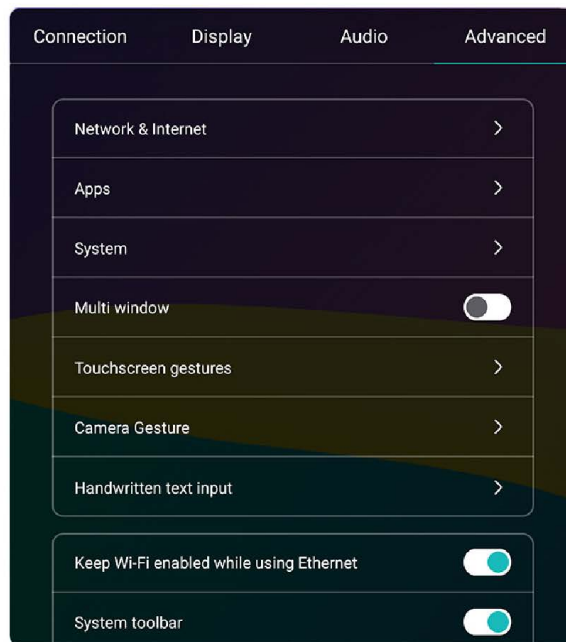 Connection Display Audio Advanced
Network & Internet
Apps
System
Multi window
Touchscreen gestures
Camera Gesture
Handwritten text input
Keep Wi-Fi enabled while using Ethernet
System toolbar